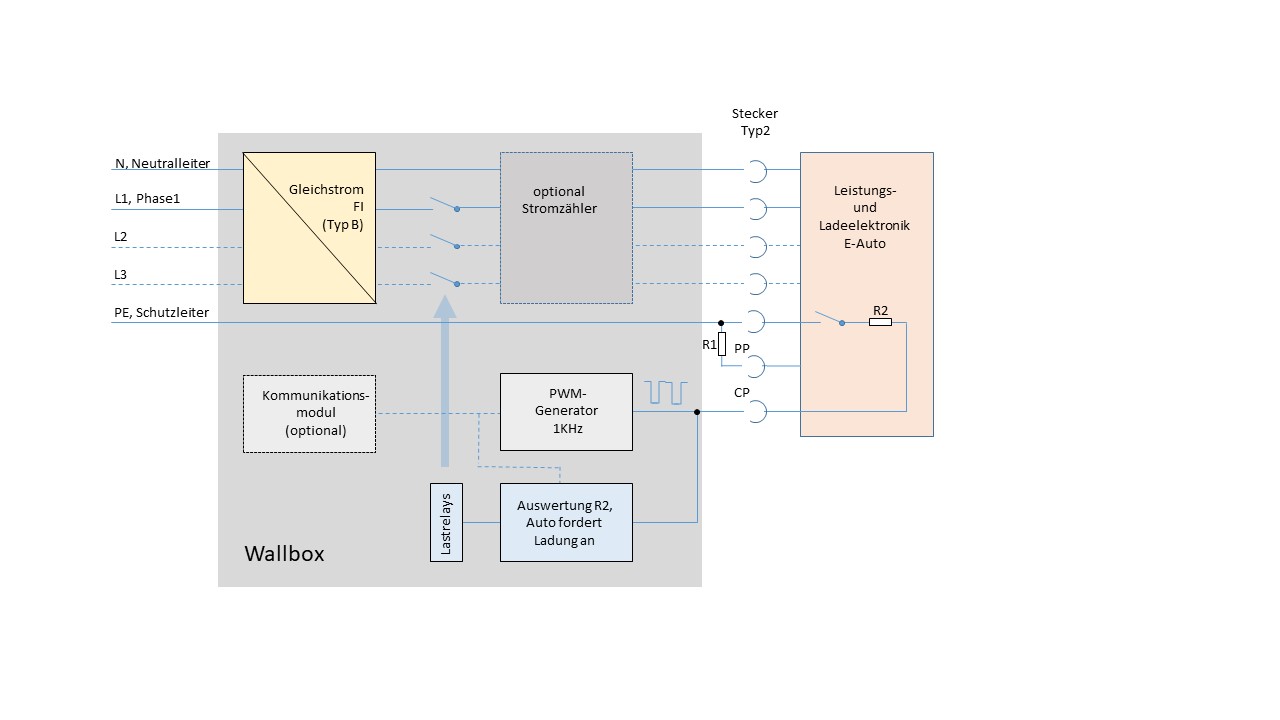 Stecker
Typ2
N, Neutralleiter
L1, Phase1
L2
L3
PE, Schutzleiter
Gleichstrom
FI
(Typ B)
optional
Stromzähler
Leistungs-
und
Ladeelektronik
E-Auto
R2
R1
PP
CP
Kommunikations-
modul
(optional)
PWM-
Generator
1KHz
Lastrelays
Auswertung R2,
Auto fordert
Ladung an
Wallbox